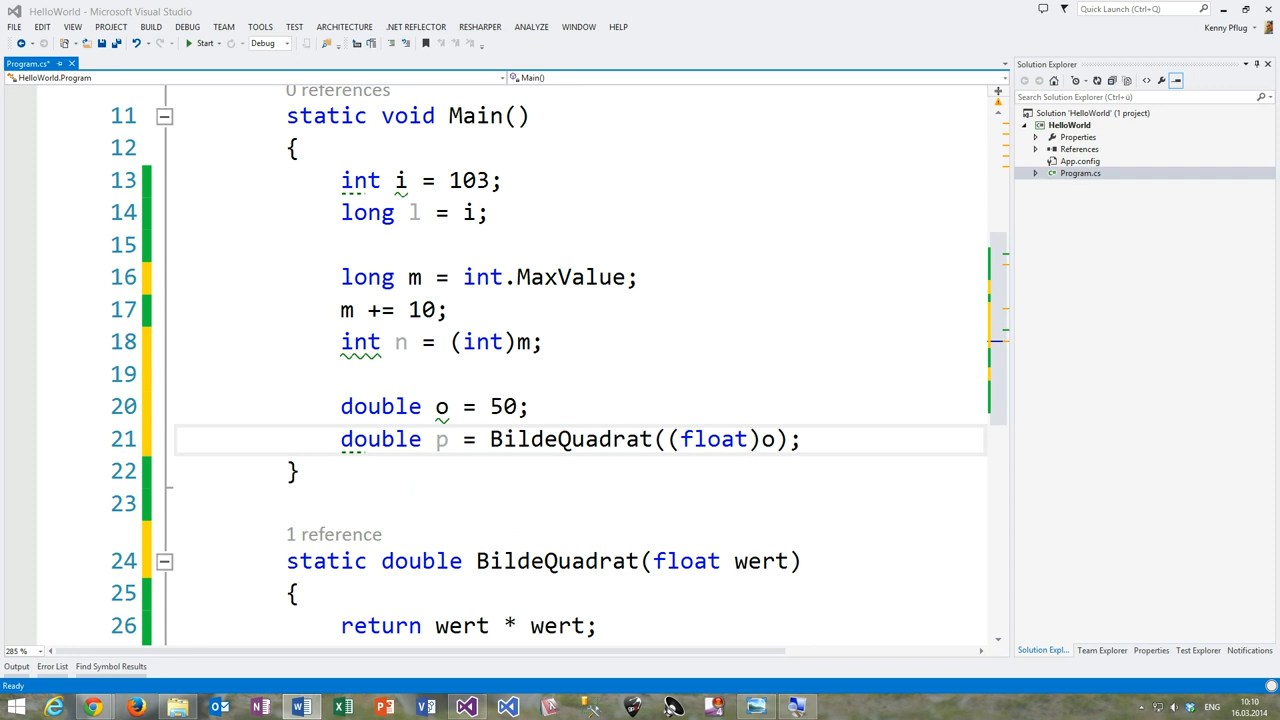 HelloWorld - Microsoft Visual Studio
Quick Launch (Ctrl+Ü)
FILE EDIT VIEW PROJECT BUILD DEBUG TEAM TOOLS TEST ARCHITECTURE .NET REFLECTOR RESHARPER ANALYZE WINDOW HELP
Kenny Pflug
Start Debug
Program.cs*
HelloWorld.Program
Main()
0 references
11 static void Main()
12 {
13 int i = 103;
14 long l = i;
15
16 long m = int.MaxValue;
17 m += 10;
18 int n = (int)m;
19
20 double o = 50;
21 double p = BildeQuadrat((float)o);
22 }
23
1 reference
24 static double BildeQuadrat(float wert)
25 {
26 return wert * wert;
285 %
Solution Explorer
Search Solution Explorer (Ctrl+ü)
Solution 'HelloWorld' (1 project)
HelloWorld
Properties
References
App.config
Program.cs
Solution Expl... Team Explorer Properties Test Explorer Notifications
Output Error List Find Symbol Results
Ready
ENG
10:10
16.03.2014